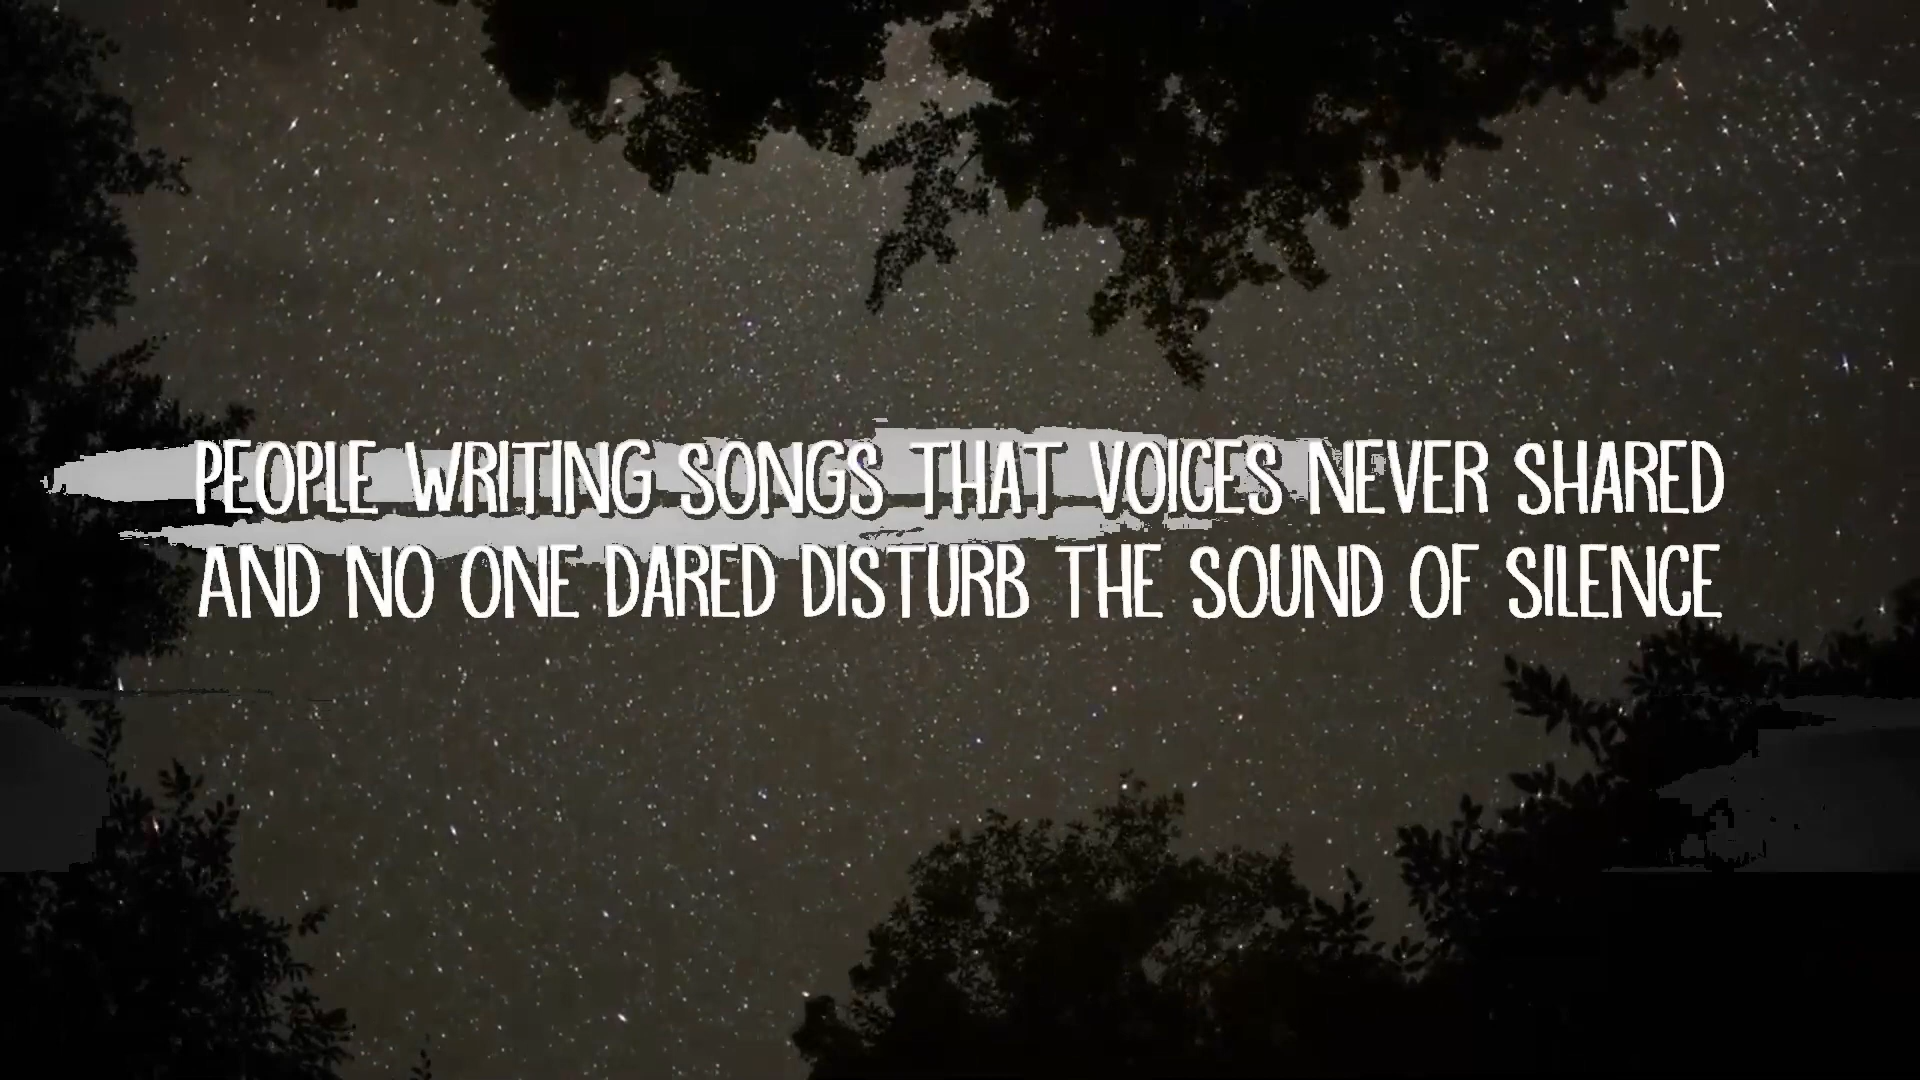 PEOPLE WRITING SONGS THAT VOICES NEVER SHARED
AND NO ONE DARED DISTURB THE SOUND OF SILENCE